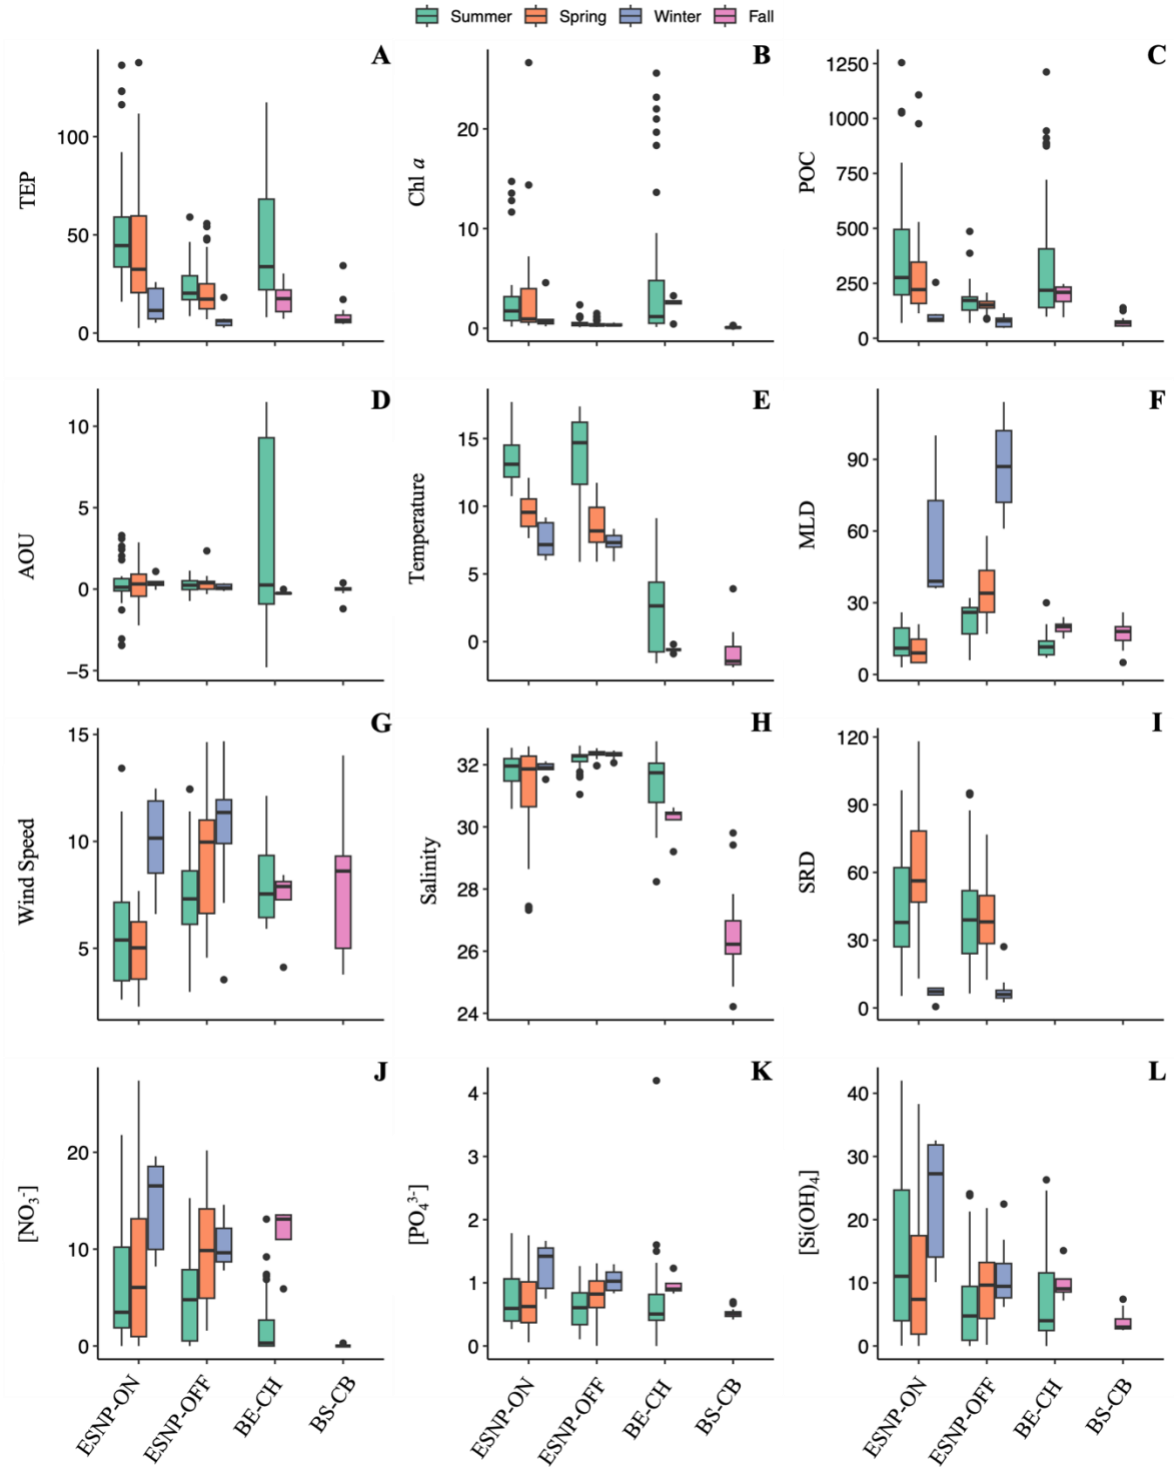 Summer Spring Winter Fall
A B C
TEP
100
50
0
Chl a
20
10
0
POC
1250
1000
750
500
250
0
D E F
AOU
10
5
0
−5
Temperature
15
10
5
0
MLD
90
60
30
0
G H I
Wind Speed
15
10
5
Salinity
32
30
28
26
24
SRD
120
90
60
30
0
J K L
[NO₃⁻]
20
10
0
[PO₄³⁻]
4
3
2
1
0
[Si(OH)₄]
40
30
20
10
0
ESNP-ON ESNP-OFF BE-CH BS-CB
ESNP-ON ESNP-OFF BE-CH BS-CB
ESNP-ON ESNP-OFF BE-CH BS-CB